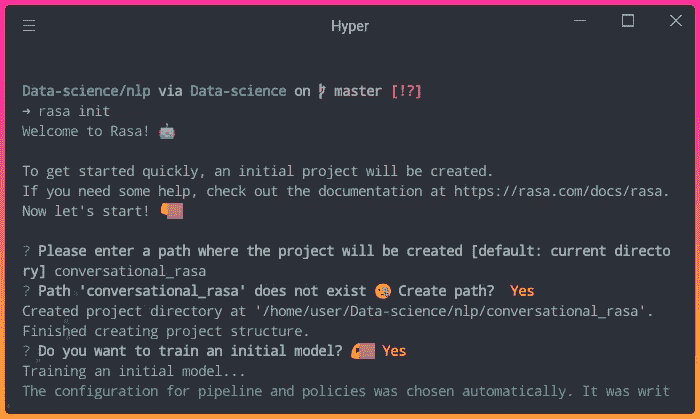 Hyper
Data-science/nlp via Data-science on master [!?]
➜ rasa init
Welcome to Rasa! 🤖
To get started quickly, an initial project will be created.
If you need some help, check out the documentation at https://rasa.com/docs/rasa.
Now let's start!
? Please enter a path where the project will be created [default: current directo
ry] conversational_rasa
? Path 'conversational_rasa' does not exist 🧐 Create path? Yes
Created project directory at '/home/user/Data-science/nlp/conversational_rasa'.
Finished creating project structure.
? Do you want to train an initial model? 💪🏽 Yes
Training an initial model...
The configuration for pipeline and policies was chosen automatically. It was writ